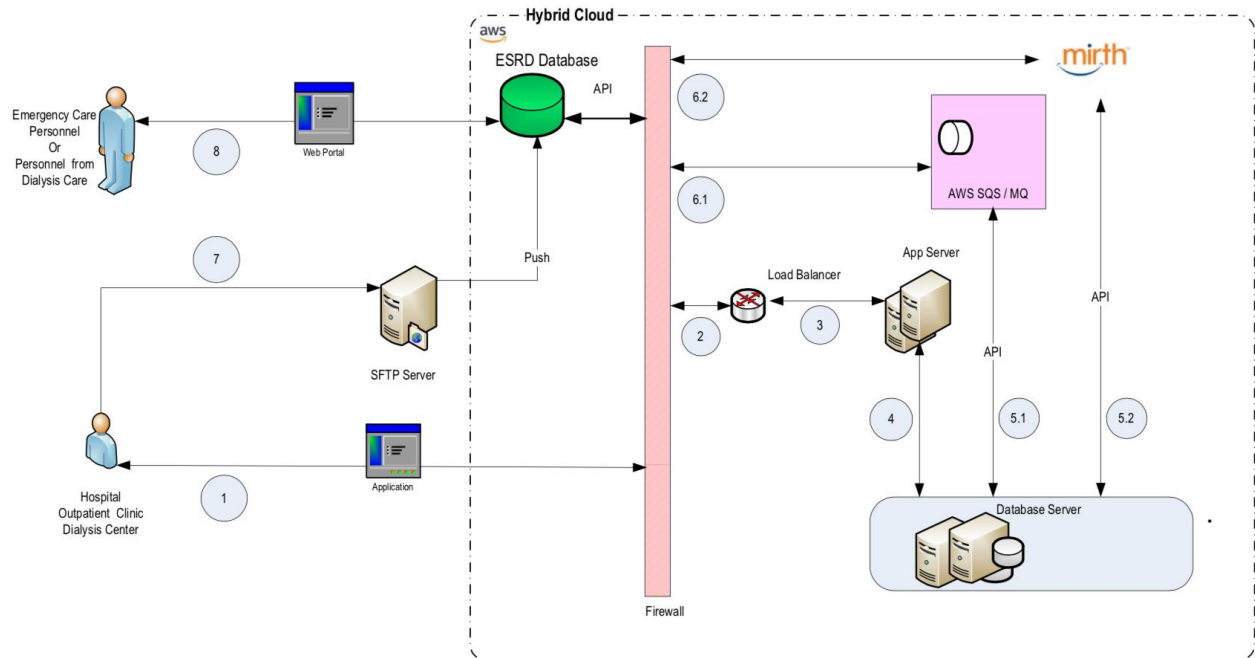 Hybrid Cloud
aws
ESRD Database
API
mirth
6.2
Emergency Care
Personnel
Or
Personnel from
Dialysis Care
8
Web Portal
6.1
AWS SQS / MQ
7
Push
App Server
Load Balancer
2
3
API
API
SFTP Server
4
5.1
5.2
Application
1
Hospital
Outpatient Clinic
Dialysis Center
Database Server
Firewall